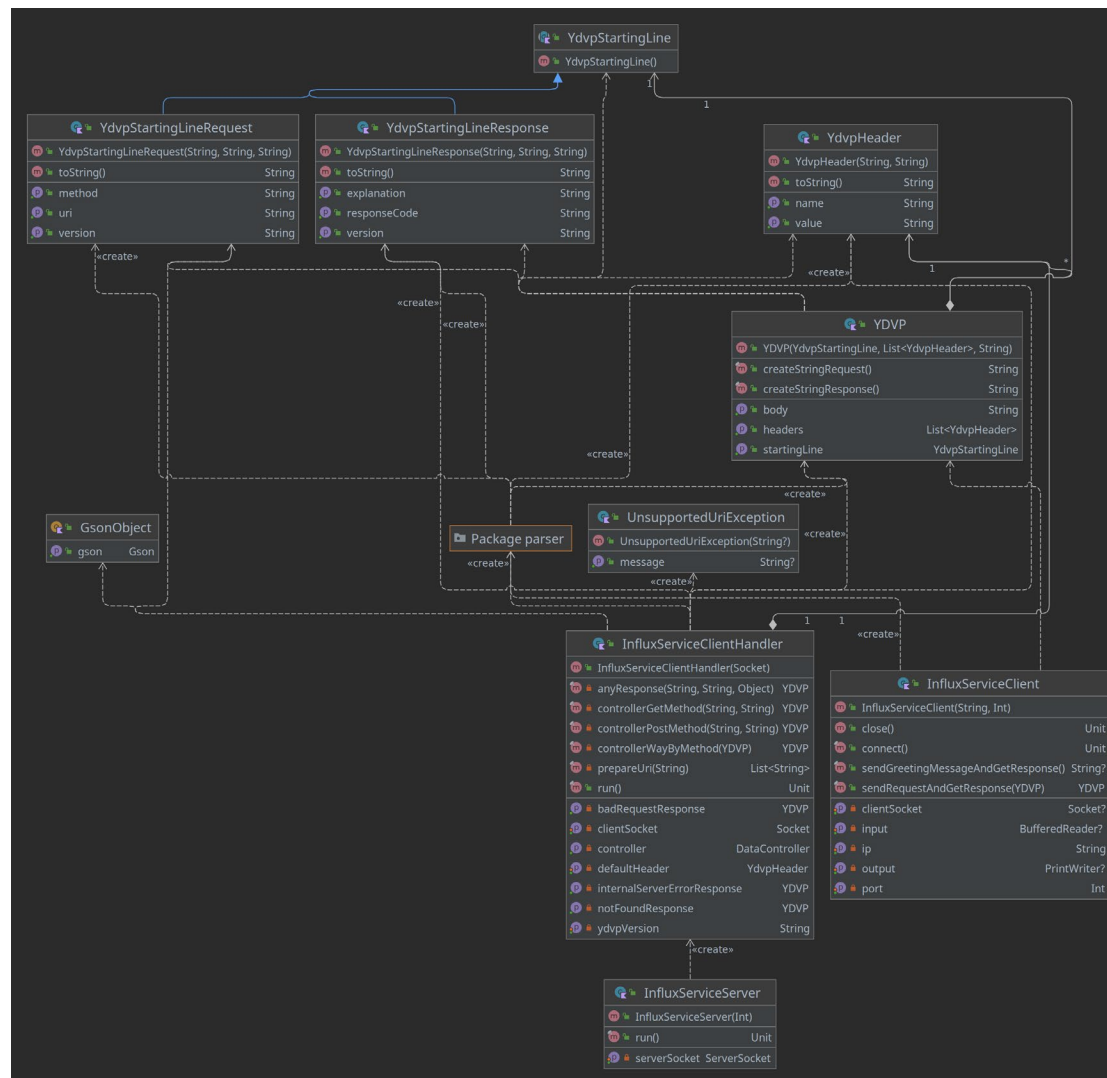 YdvpStartingLine
YdvpStartingLine()
1
1
YdvpStartingLineRequest
YdvpStartingLineRequest(String, String, String)
toString() String
method String
uri String
version String
YdvpStartingLineResponse
YdvpStartingLineResponse(String, String, String)
toString() String
explanation String
responseCode String
version String
YdvpHeader
YdvpHeader(String, String)
toString() String
name String
value String
«create»
«create»
1
*
«create»
«create»
YDVP
YDVP(YdvpStartingLine, List<YdvpHeader>, String)
createStringRequest() String
createStringResponse() String
body String
headers List<YdvpHeader>
startingLine YdvpStartingLine
«create»
«create»
GsonObject
gson Gson
Package parser
«create»
UnsupportedUriException
UnsupportedUriException(String?)
message String?
«create»
«create»
1
1
«create»
InfluxServiceClientHandler
InfluxServiceClientHandler(Socket)
anyResponse(String, String, Object) YDVP
controllerGetMethod(String, String) YDVP
controllerPostMethod(String, String) YDVP
controllerWayByMethod(YDVP) YDVP
prepareUri(String) List<String>
run() Unit
badRequestResponse YDVP
clientSocket Socket
controller DataController
defaultHeader YdvpHeader
internalServerErrorResponse YDVP
notFoundResponse YDVP
ydvpVersion String
InfluxServiceClient
InfluxServiceClient(String, Int)
close() Unit
connect() Unit
sendGreetingMessageAndGetResponse() String?
sendRequestAndGetResponse(YDVP) YDVP
clientSocket Socket?
input BufferedReader?
ip String
output PrintWriter?
port Int
«create»
InfluxServiceServer
InfluxServiceServer(Int)
run() Unit
serverSocket ServerSocket